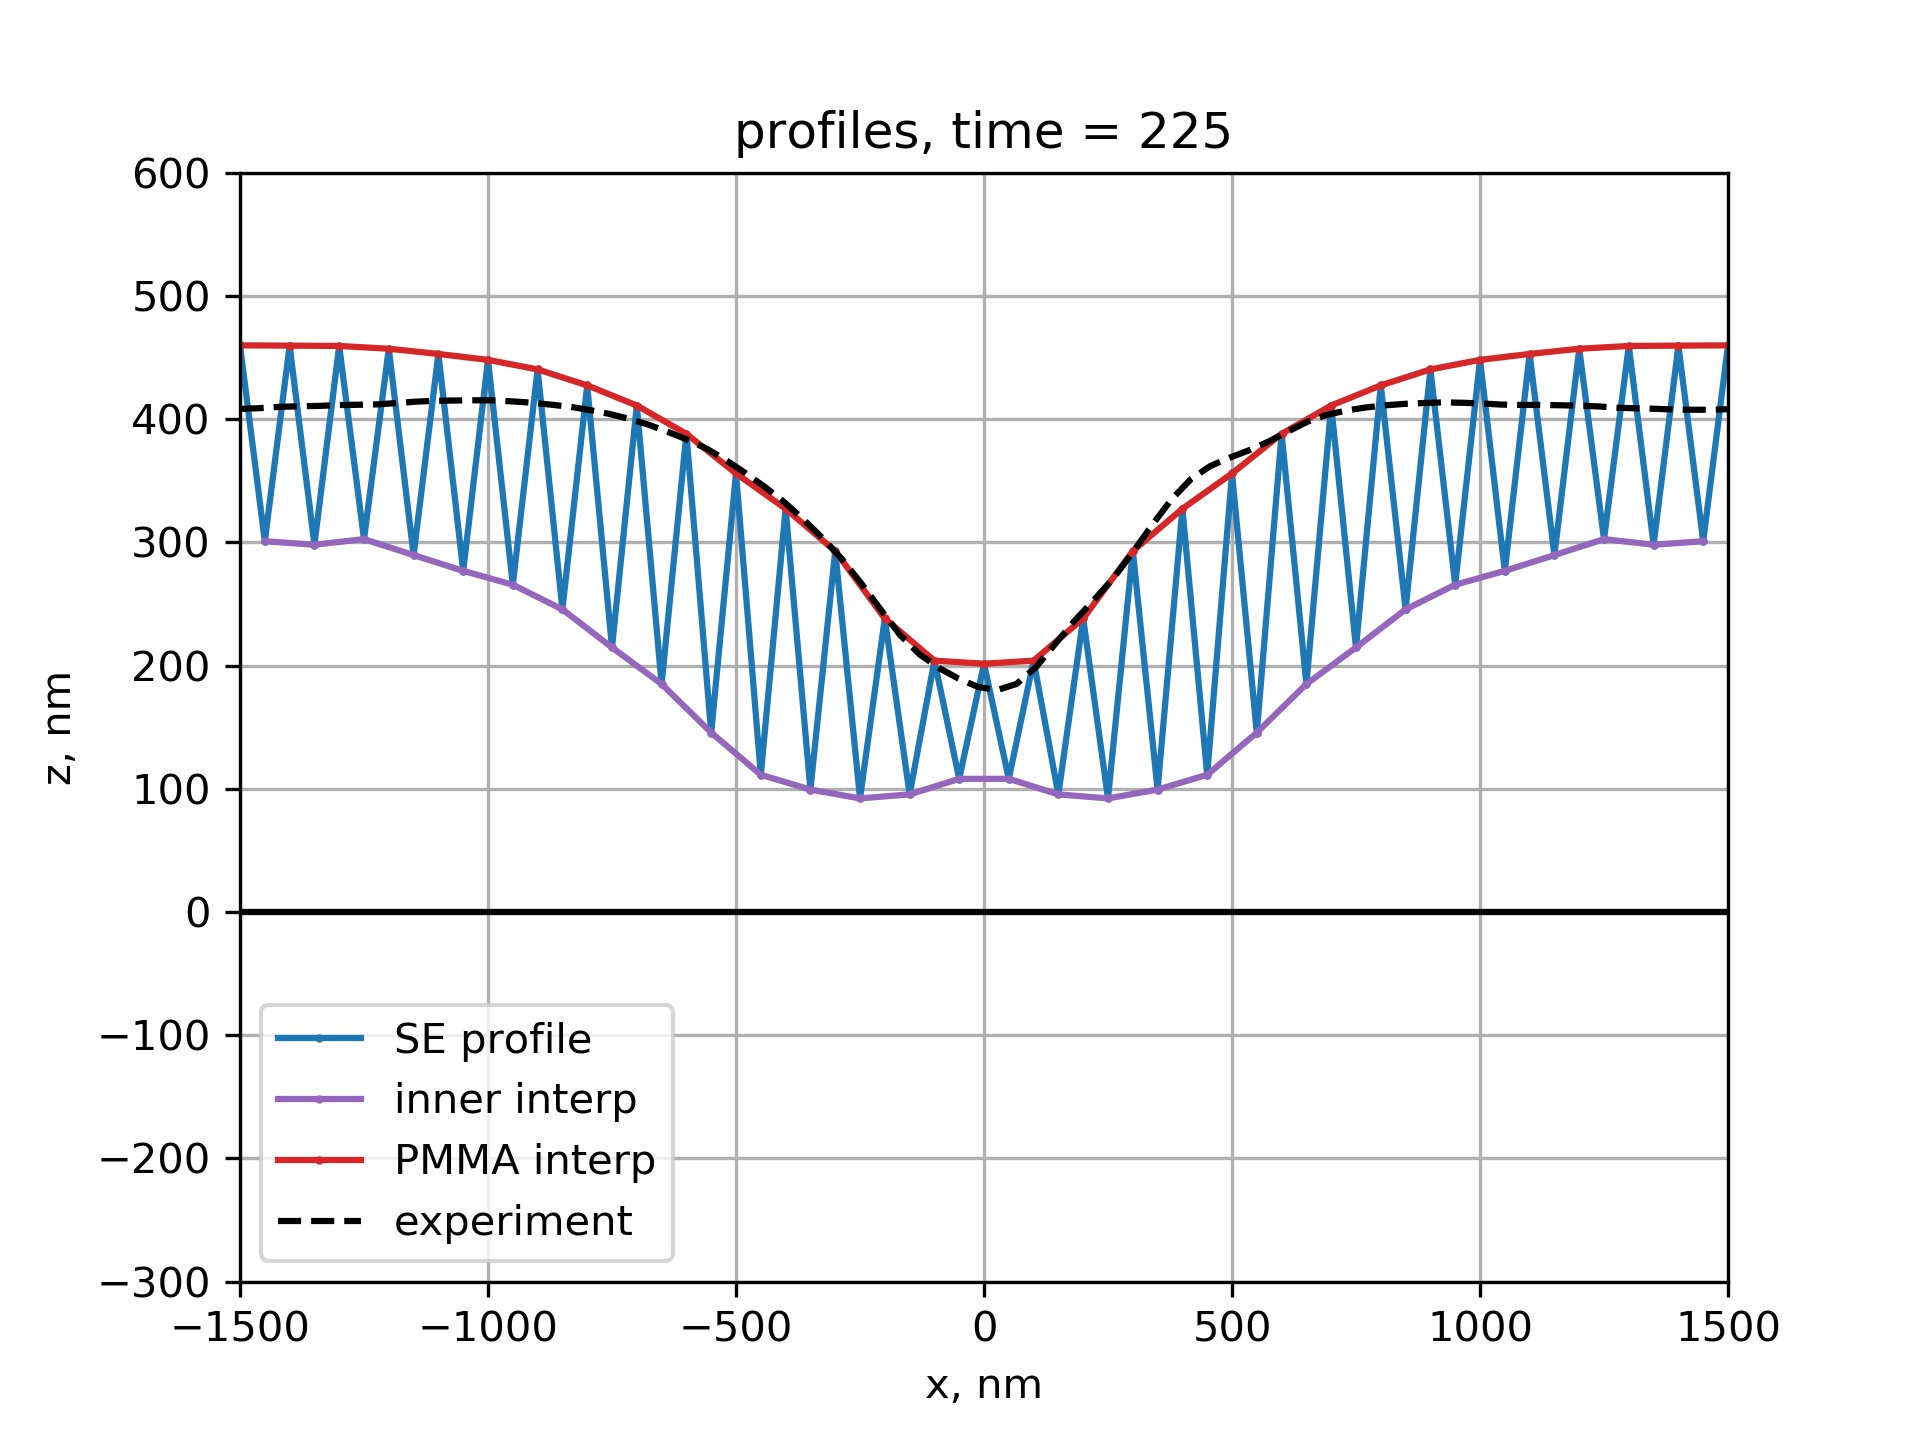 profiles, time = 225
600
500
400
300
200
100
0
−100
−200
−300
z, nm
SE profile
inner interp
PMMA interp
experiment
−1500
−1000
−500
0
500
1000
1500
x, nm